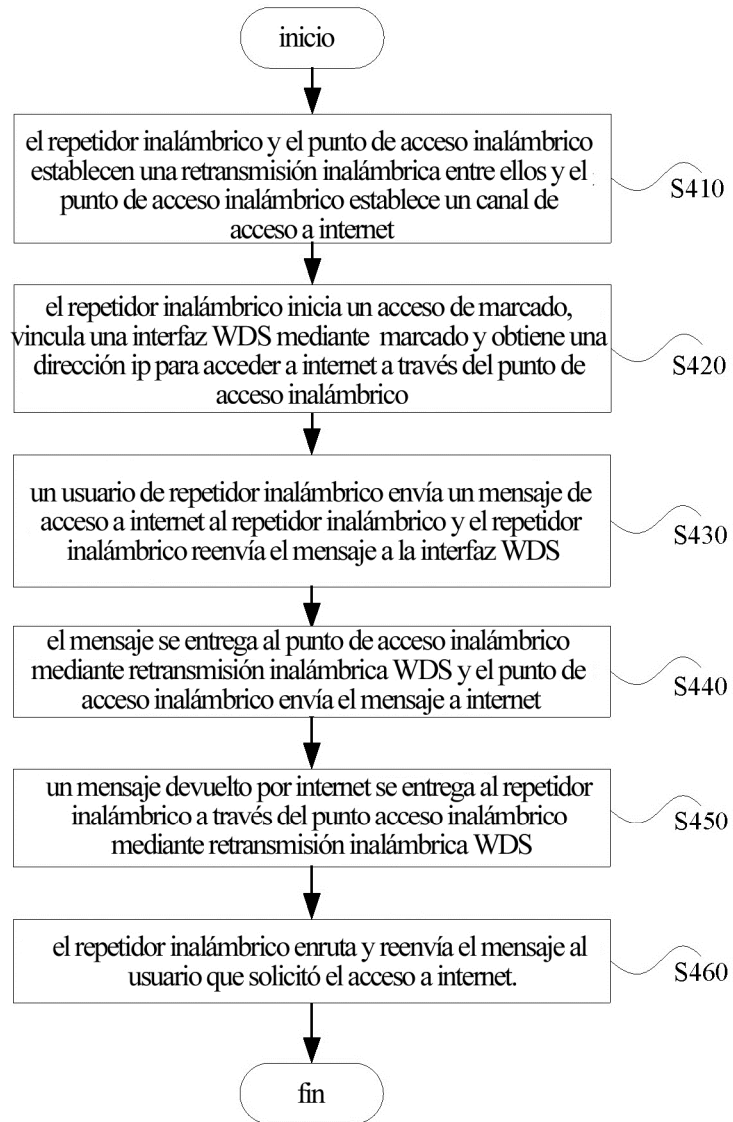 inicio
el repetidor inalámbrico y el punto de acceso inalámbrico
establecen una retransmisión inalámbrica entre ellos y el
punto de acceso inalámbrico establece un canal de
acceso a internet
S410
el repetidor inalámbrico inicia un acceso de marcado,
vincula una interfaz WDS mediante marcado y obtiene una
dirección ip para acceder a internet a través del punto de
acceso inalámbrico
S420
un usuario de repetidor inalámbrico envía un mensaje de
acceso a internet al repetidor inalámbrico y el repetidor
inalámbrico reenvía el mensaje a la interfaz WDS
S430
el mensaje se entrega al punto de acceso inalámbrico
mediante retransmisión inalámbrica WDS y el punto de
acceso inalámbrico envía el mensaje a internet
S440
un mensaje devuelto por internet se entrega al repetidor
inalámbrico a través del punto acceso inalámbrico
mediante retransmisión inalámbrica WDS
S450
el repetidor inalámbrico enruta y reenvía el mensaje al
usuario que solicitó el acceso a internet.
S460
fin